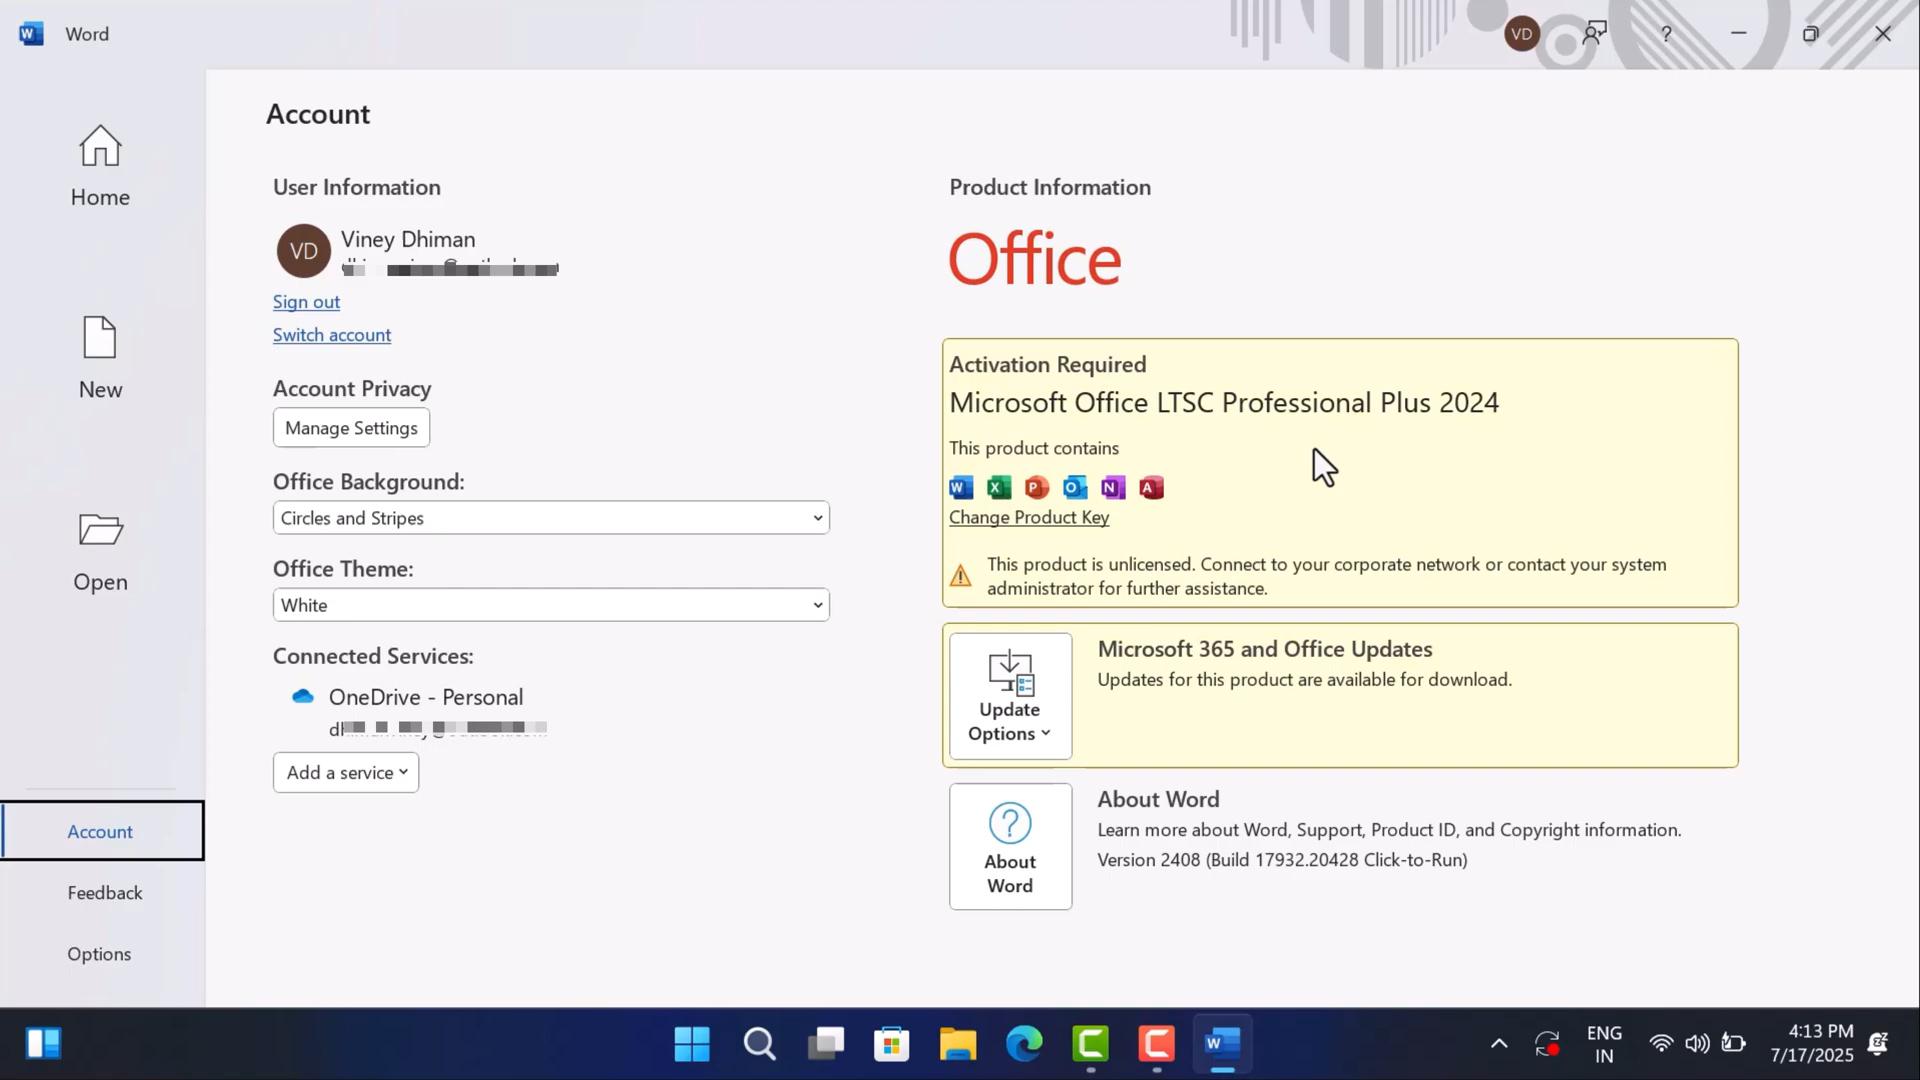 Word
VD
?
Home
New
Open
Account
Feedback
Options
Account
User Information
VD
Viney Dhiman
Sign out
Switch account
Account Privacy
Manage Settings
Office Background:
Circles and Stripes
Office Theme:
White
Connected Services:
OneDrive - Personal
Add a service
Product Information
Office
Activation Required
Microsoft Office LTSC Professional Plus 2024
This product contains
Change Product Key
This product is unlicensed. Connect to your corporate network or contact your system
administrator for further assistance.
Update
Options
Microsoft 365 and Office Updates
Updates for this product are available for download.
About
Word
About Word
Learn more about Word, Support, Product ID, and Copyright information.
Version 2408 (Build 17932.20428 Click-to-Run)
ENG
IN
4:13 PM
7/17/2025